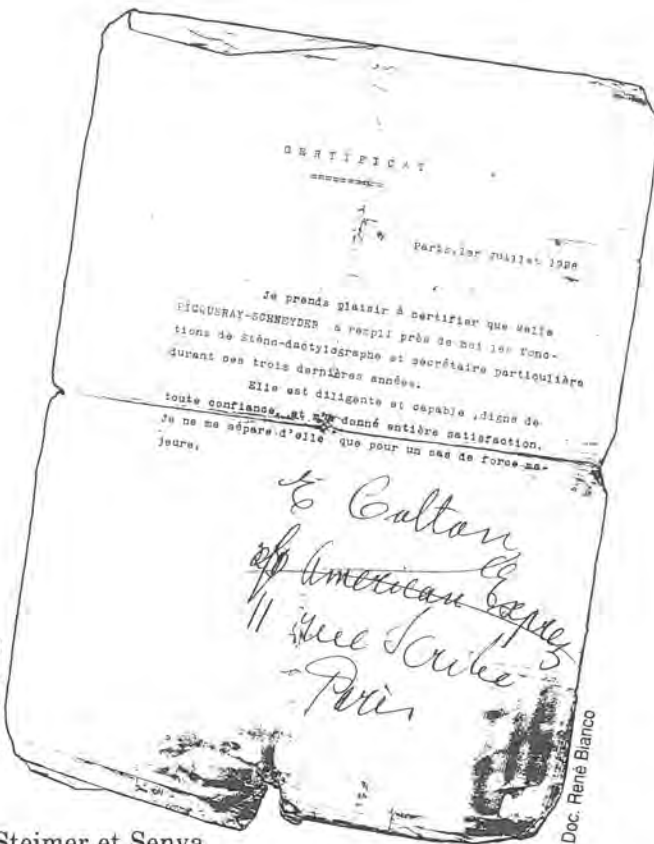 CERTIFICAT
Paris, 1er juillet 1928
Je prends plaisir à certifier que Melle
PICQUERAY-SCHNEYDER a rempli près de moi les fonc-
tions de sténo-dactylographe et secrétaire particulière
durant ces trois dernières années.
Elle est diligente et capable ,digne de
toute confiance, et m'a donné entière satisfaction.
Je ne me sépare d'elle que pour un cas de force ma-
jeure.
E Colton
c/o American Express
11 rue Scribe
Paris
Doc. René Bianco
Steimer et Senya